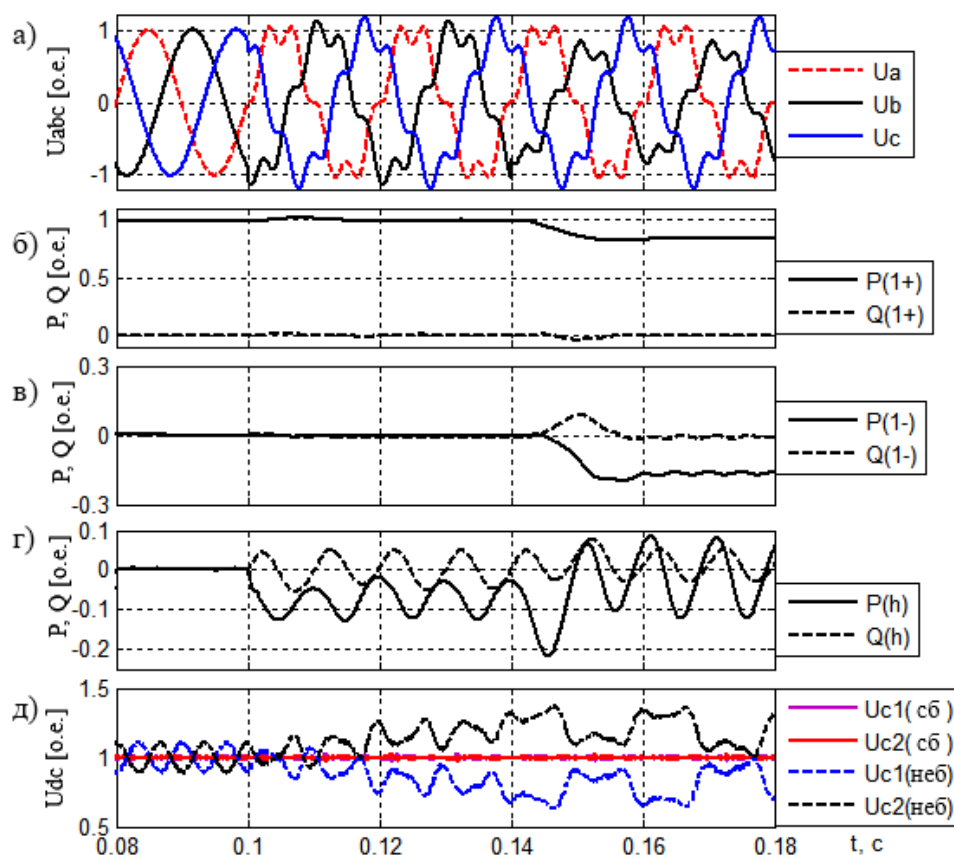 а)
Uabc [о.е.]
1
0
-1
Ua
Ub
Uc
б)
P, Q [о.е.]
1
0.5
0
P(1+)
Q(1+)
в)
P, Q [о.е.]
0.3
0
-0.3
P(1-)
Q(1-)
г)
P, Q [о.е.]
0.1
0
-0.1
-0.2
P(h)
Q(h)
д)
Udc [о.е.]
1.5
1
0.5
Uc1( сб )
Uc2( сб )
Uc1(неб)
Uc2(неб)
0.08 0.1 0.12 0.14 0.16 0.18 t, с